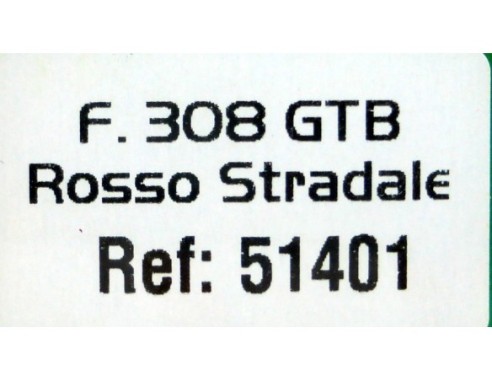 F. 308 GTB
Rosso Stradale
Ref: 51401